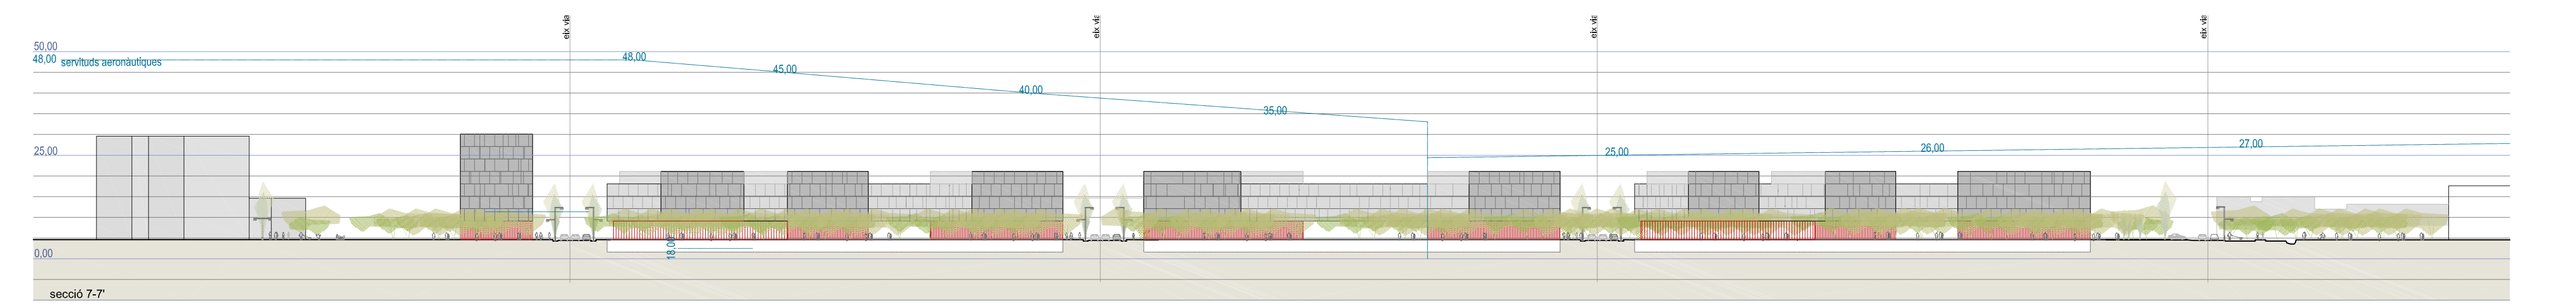 eix vial
eix vial
eix vial
eix vial
50,00
48,00 servituds aeronàutiques
48,00
45,00
40,00
35,00
25,00
25,00
26,00
27,00
18,00
0,00
secció 7-7'